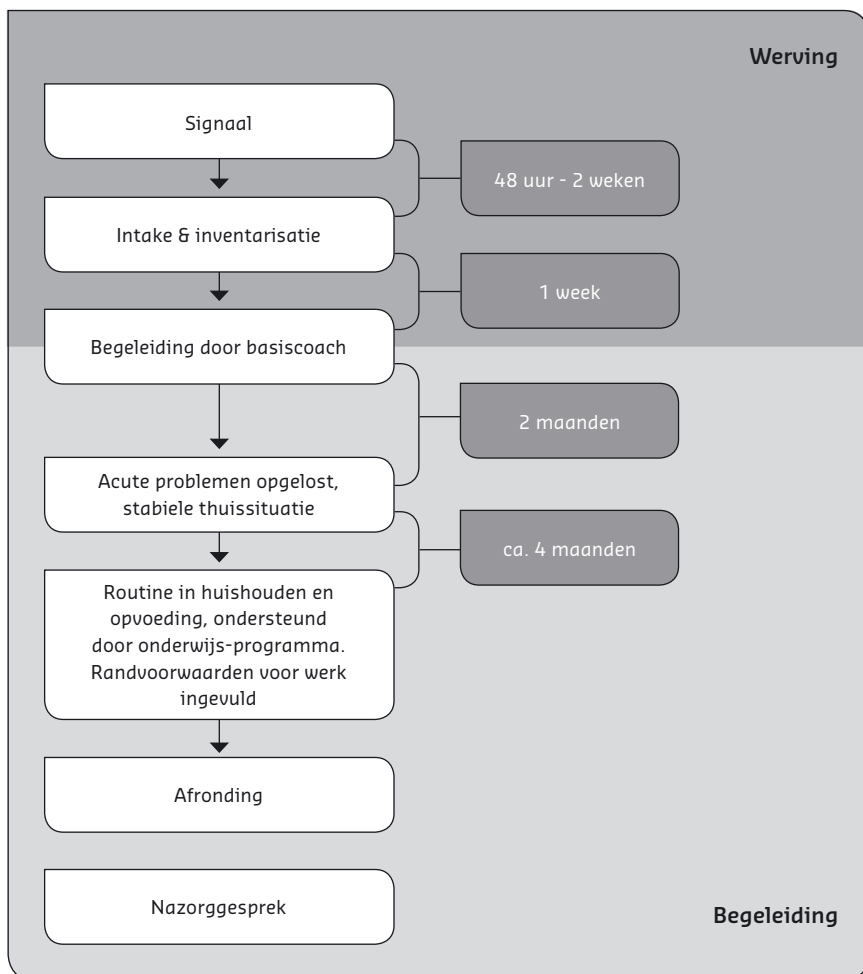 Werving
Signaal
48 uur - 2 weken
Intake & inventarisatie
1 week
Begeleiding door basiscoach
2 maanden
Acute problemen opgelost,
stabiele thuissituatie
ca. 4 maanden
Routine in huishouden en
opvoeding, ondersteund
door onderwijs-programma.
Randvoorwaarden voor werk
ingevuld
Afronding
Nazorggesprek
Begeleiding